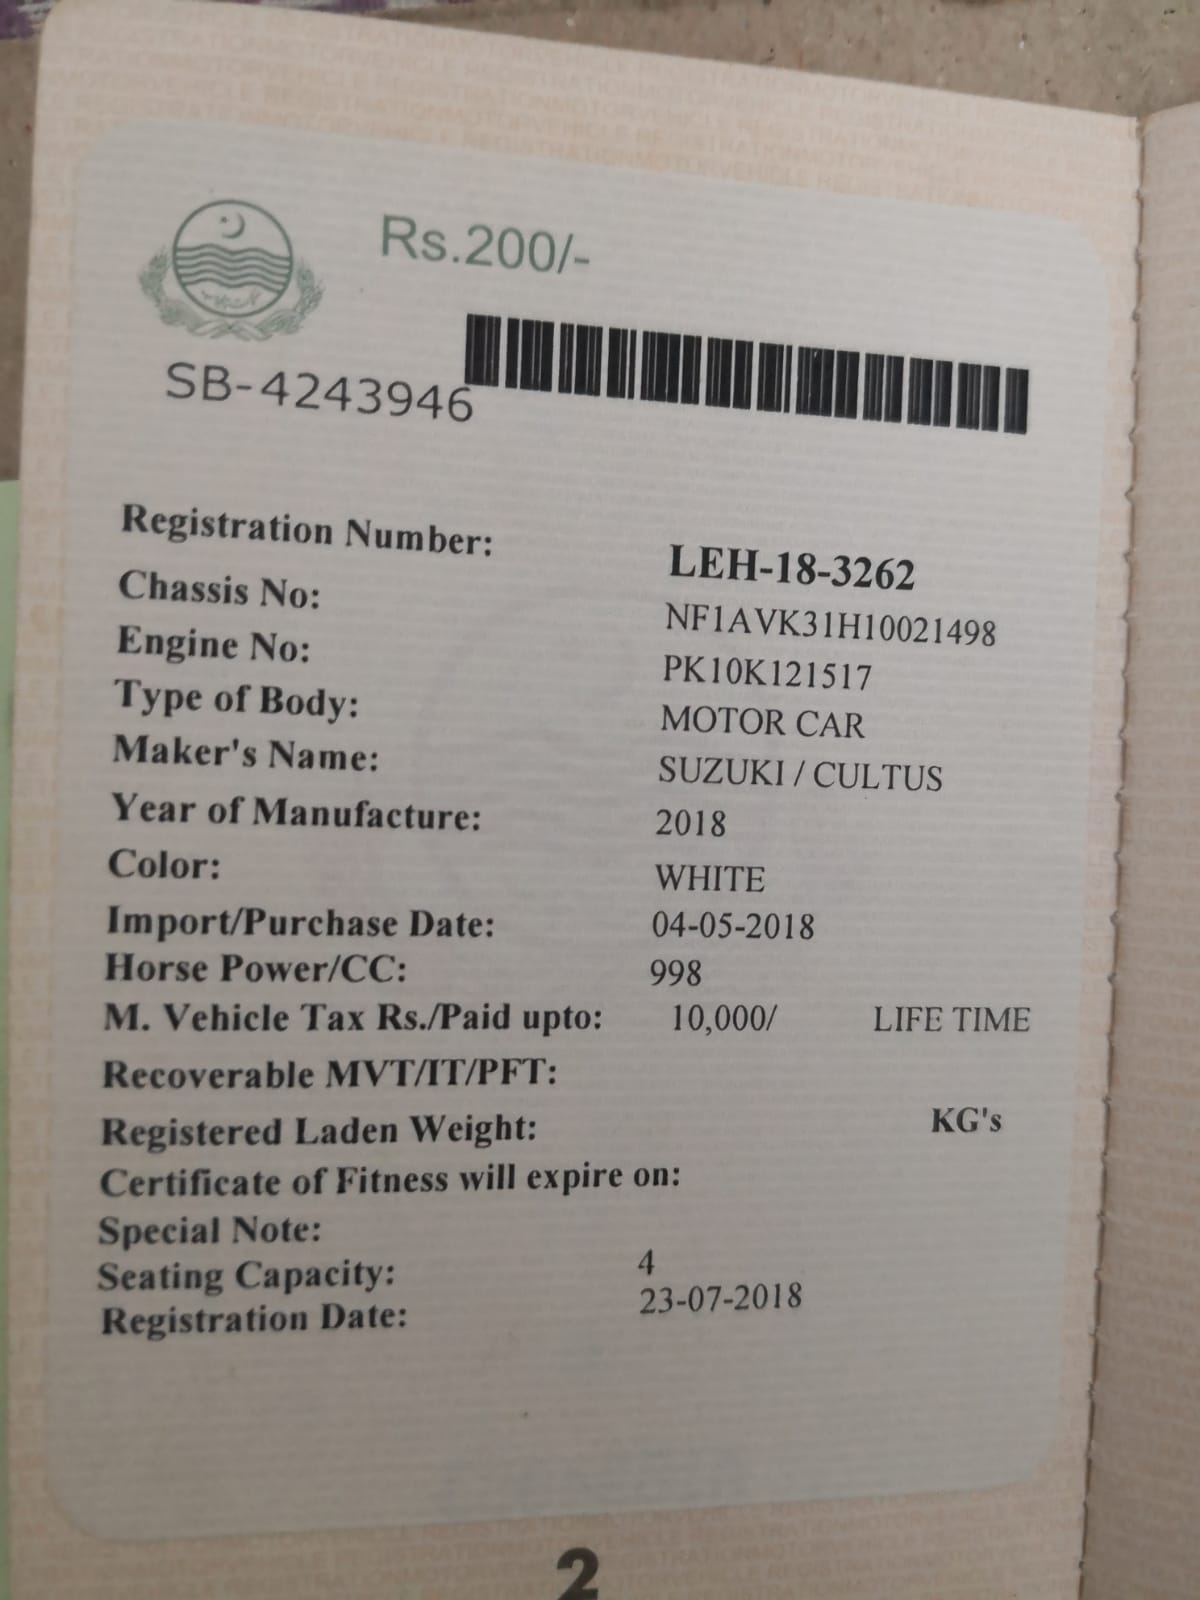 Rs.200/-
SB-4243946
Registration Number: LEH-18-3262
Chassis No: NF1AVK31H10021498
Engine No: PK10K121517
Type of Body: MOTOR CAR
Maker's Name: SUZUKI / CULTUS
Year of Manufacture: 2018
Color: WHITE
Import/Purchase Date: 04-05-2018
Horse Power/CC: 998
M. Vehicle Tax Rs./Paid upto: 10,000/ LIFE TIME
Recoverable MVT/IT/PFT:
Registered Laden Weight: KG's
Certificate of Fitness will expire on:
Special Note:
Seating Capacity: 4
Registration Date: 23-07-2018
2